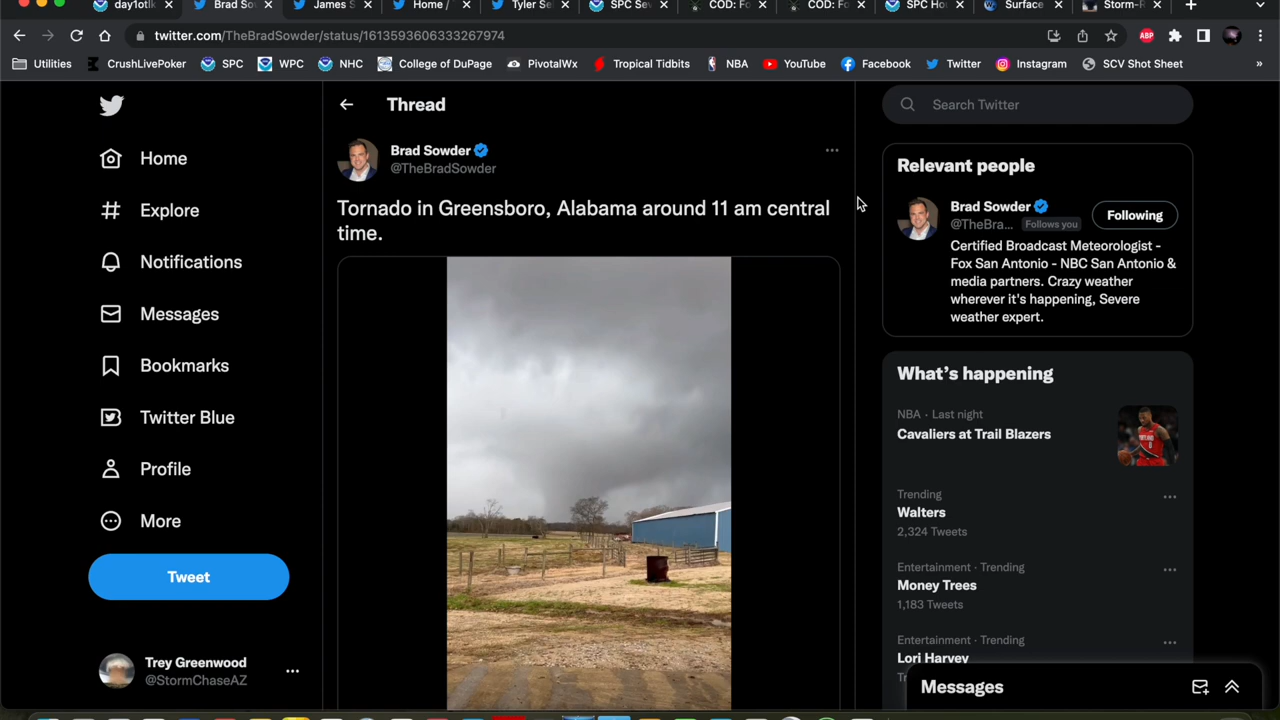 day1otlk
Brad Sow
James S
Home /
Tyler Se
SPC Sev
COD: Fo
COD: Fo
SPC Ho
Surface
Storm-R
twitter.com/TheBradSowder/status/1613593606333267974
ABP
Utilities
CrushLivePoker
SPC
WPC
NHC
College of DuPage
PivotalWx
Tropical Tidbits
NBA
YouTube
Facebook
Twitter
Instagram
SCV Shot Sheet
»
Home
Explore
Notifications
Messages
Bookmarks
Twitter Blue
Profile
More
Tweet
Trey Greenwood
@StormChaseAZ
Thread
Brad Sowder
@TheBradSowder
Tornado in Greensboro, Alabama around 11 am central
time.
Search Twitter
Relevant people
Brad Sowder
@TheBra... Follows you
Following
Certified Broadcast Meteorologist -
Fox San Antonio - NBC San Antonio &
media partners. Crazy weather
wherever it's happening, Severe
weather expert.
What's happening
NBA · Last night
Cavaliers at Trail Blazers
Trending
Walters
2,324 Tweets
Entertainment · Trending
Money Trees
1,183 Tweets
Entertainment · Trending
Lori Harvey
Messages